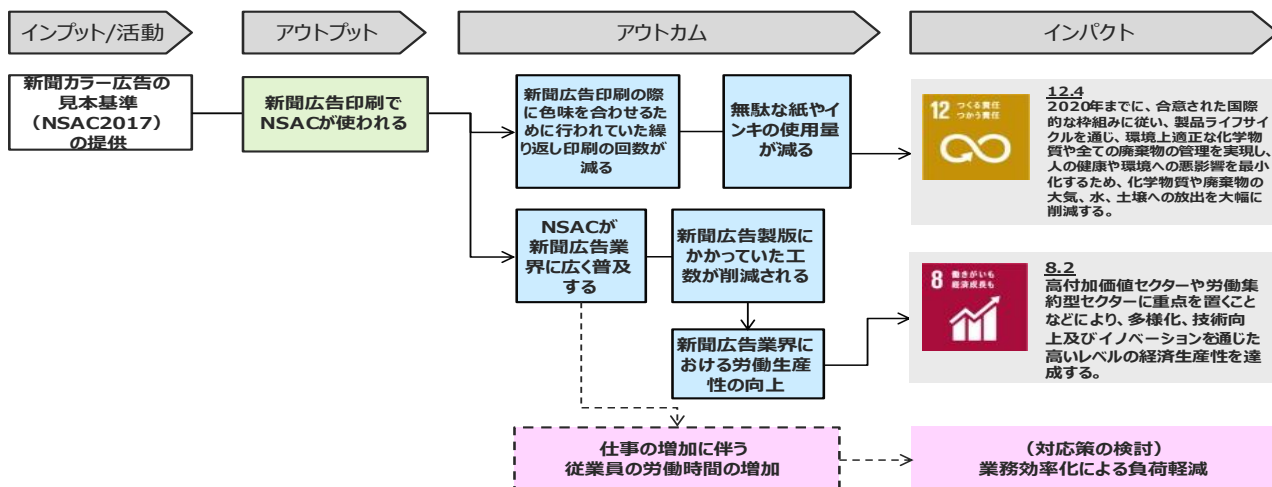 インプット/活動
アウトプット
アウトカム
インパクト
新聞カラー広告の
見本基準
（NSAC2017）
の提供
新聞広告印刷で
NSACが使われる
新聞広告印刷の際
に色味を合わせるた
めに行われていた繰
り返し印刷の回数が
減る
無駄な紙やイ
ンキの使用量
が減る
12 つくる責任
つかう責任
12.4
2020年までに、合意された国際
的な枠組みに従い、製品ライフサイ
クルを通じ、環境上適正な化学物
質や全ての廃棄物の管理を実現し、
人の健康や環境への悪影響を最小
化するため、化学物質や廃棄物の
大気、水、土壌への放出を大幅に
削減する。
NSACが
新聞広告業
界に広く普及
する
新聞広告製版に
かかっていた工
数が削減される
新聞広告業界に
おける労働生産
性の向上
8 働きがいも
経済成長も
8.2
高付加価値セクターや労働集
約型セクターに重点を置くこと
などにより、多様化、技術向
上及びイノベーションを通じた
高いレベルの経済生産性を達
成する。
仕事の増加に伴う
従業員の労働時間の増加
（対応策の検討）
業務効率化による負荷軽減